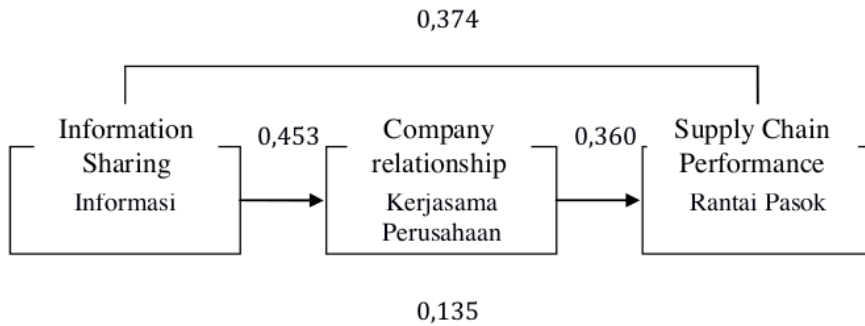 0,374
Information
Sharing
Informasi
0,453
Company
relationship
Kerjasama
Perusahaan
0,360
Supply Chain
Performance
Rantai Pasok
0,135